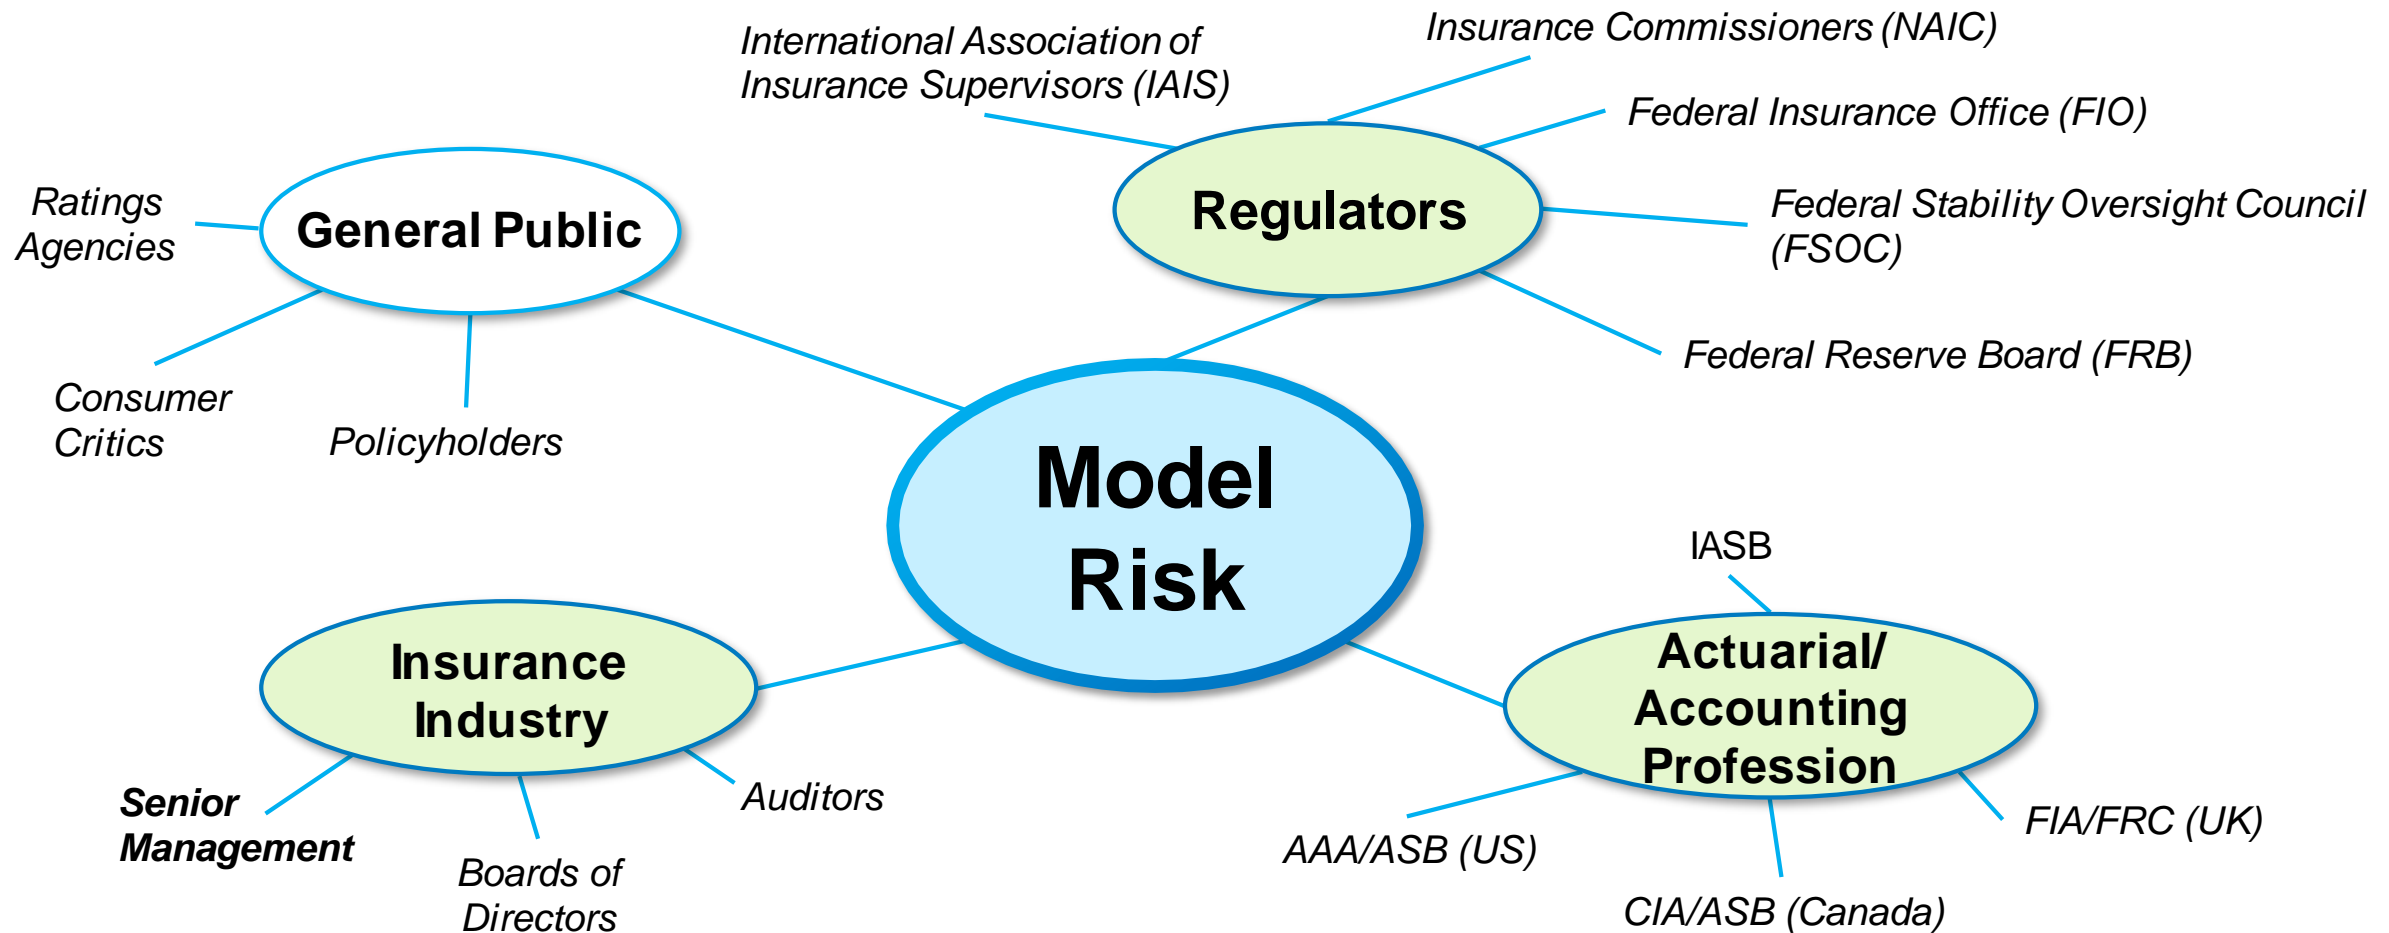 International Association of
Insurance Supervisors (IAIS)
Insurance Commissioners (NAIC)
Federal Insurance Office (FIO)
Regulators
Federal Stability Oversight Council
(FSOC)
Federal Reserve Board (FRB)
Ratings
Agencies
General Public
Consumer
Critics
Policyholders
Model
Risk
Insurance
Industry
Senior
Management
Boards of
Directors
Auditors
IASB
Actuarial/
Accounting
Profession
AAA/ASB (US)
CIA/ASB (Canada)
FIA/FRC (UK)